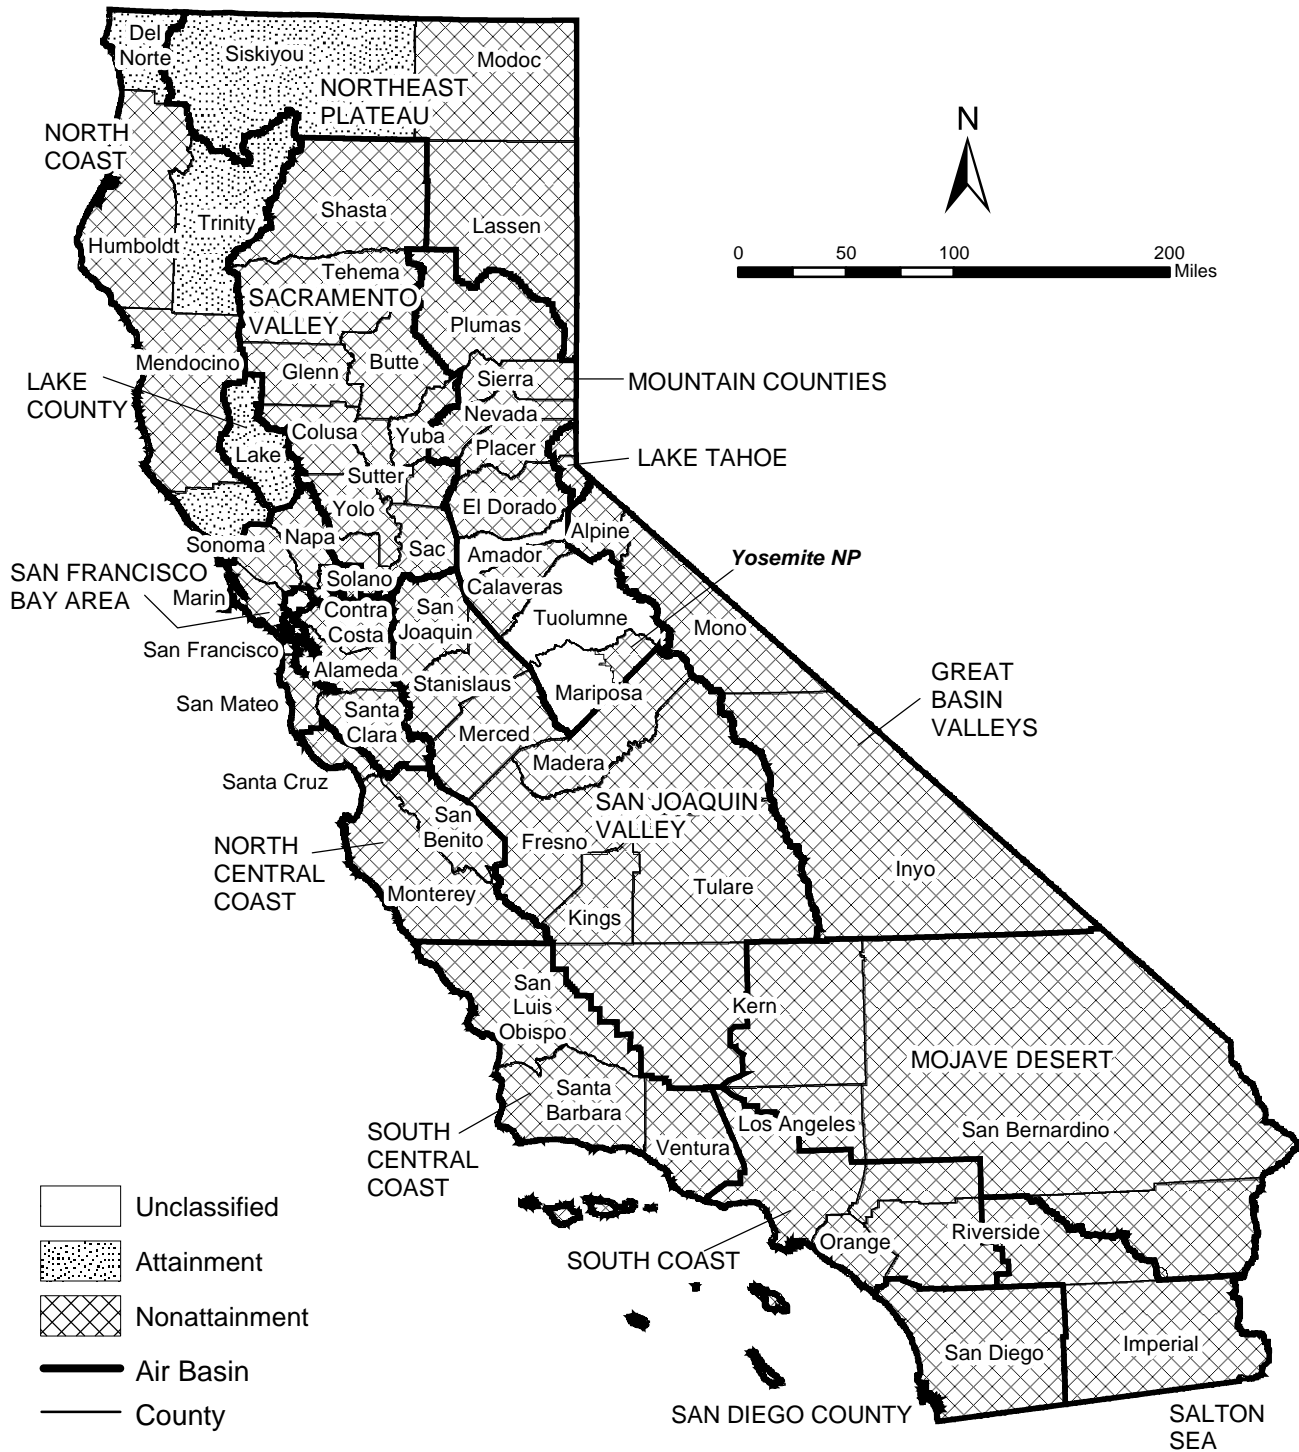 Del
Norte
Siskiyou
Modoc
NORTHEAST
PLATEAU
NORTH
COAST
N
Shasta
Trinity
Lassen
Humboldt
0 50 100 200
Miles
Tehema
SACRAMENTO
VALLEY
Plumas
Mendocino
Glenn
Butte
Sierra
MOUNTAIN COUNTIES
LAKE
COUNTY
Nevada
Colusa
Yuba
Placer
Lake
LAKE TAHOE
Sutter
Yolo
El Dorado
Napa
Alpine
Sonoma
Sac
Amador
Yosemite NP
SAN FRANCISCO
BAY AREA
Solano
Calaveras
Marin
Contra
Costa
San
Joaquin
Tuolumne
Mono
San Francisco
Alameda
Stanislaus
Mariposa
GREAT
BASIN
VALLEYS
San Mateo
Santa
Clara
Merced
Madera
Santa Cruz
SAN JOAQUIN
VALLEY
San
Benito
Fresno
NORTH
CENTRAL
COAST
Inyo
Tulare
Monterey
Kings
San
Luis
Obispo
Kern
MOJAVE DESERT
Santa
Barbara
Los Angeles
San Bernardino
SOUTH
CENTRAL
COAST
Ventura
Unclassified
Riverside
Orange
Attainment
SOUTH COAST
Nonattainment
San Diego
Imperial
Air Basin
County
SAN DIEGO COUNTY
SALTON
SEA